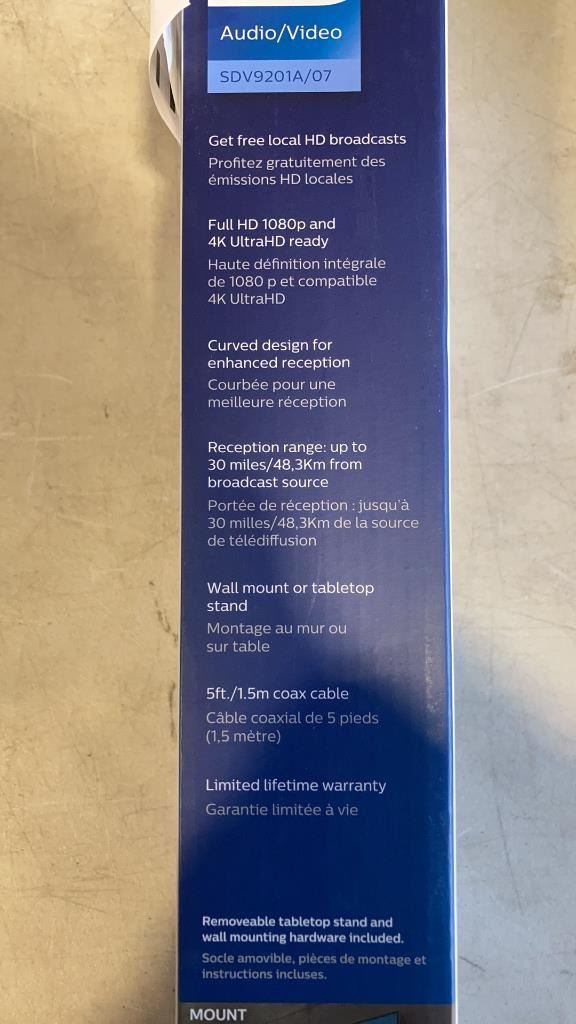 Audio/Video
SDV9201A/07
Get free local HD broadcasts
Profitez gratuitement des
émissions HD locales
Full HD 1080p and
4K UltraHD ready
Haute définition intégrale
de 1080 p et compatible
4K UltraHD
Curved design for
enhanced reception
Courbée pour une
meilleure réception
Reception range: up to
30 miles/48,3Km from
broadcast source
Portée de réception : jusqu'à
30 milles/48,3Km de la source
de télédiffusion
Wall mount or tabletop
stand
Montage au mur ou
sur table
5ft./1.5m coax cable
Câble coaxial de 5 pieds
(1,5 mètre)
Limited lifetime warranty
Garantie limitée à vie
Removeable tabletop stand and
wall mounting hardware included.
Socle amovible, pièces de montage et
instructions incluses.
MOUNT